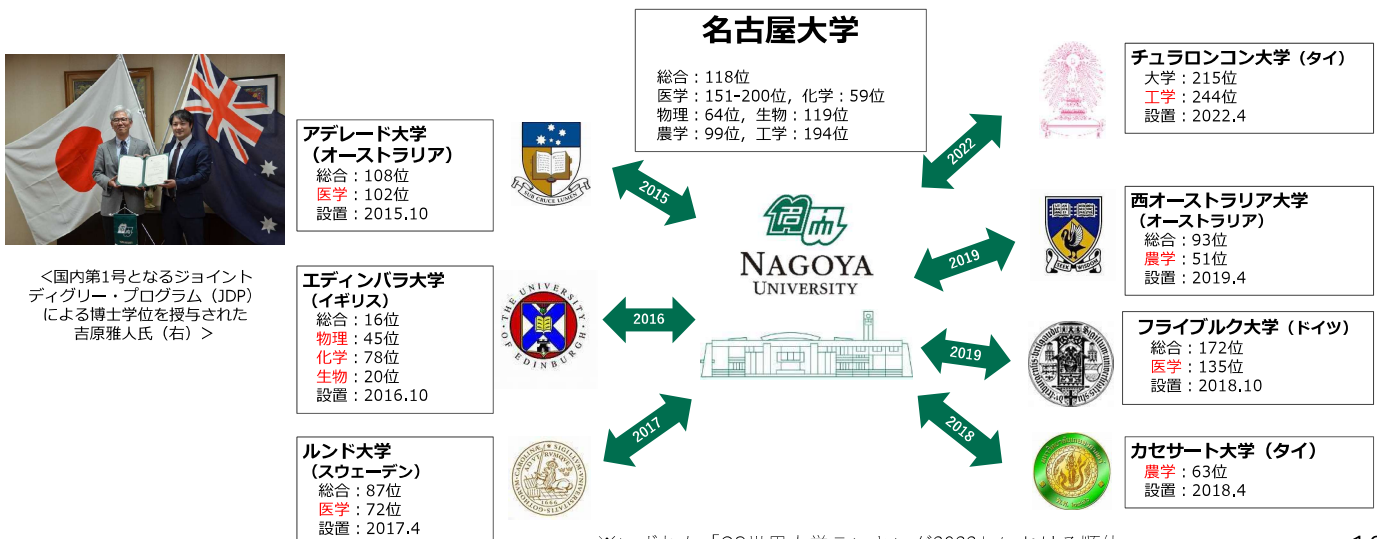 名古屋大学
総合：118位
医学：151-200位，化学：59位
物理：64位，生物：119位
農学：99位，工学：194位
<国内第1号となるジョイント
ディグリー・プログラム（JDP）
による博士学位を授与された
吉原雅人氏（右）>
アデレード大学
（オーストラリア）
総合：108位
医学：102位
設置：2015.10
SUB CRUCE LUMEN
2015
エディンバラ大学
（イギリス）
総合：16位
物理：45位
化学：78位
生物：20位
設置：2016.10
THE UNIVERSITY OF EDINBURGH
2016
ルンド大学
（スウェーデン）
総合：87位
医学：72位
設置：2017.4
2017
NAGOYA
UNIVERSITY
チュラロンコン大学（タイ）
大学：215位
工学：244位
設置：2022.4
2022
西オーストラリア大学
（オーストラリア）
総合：93位
農学：51位
設置：2019.4
SEEK WISDOM
2019
フライブルク大学（ドイツ）
総合：172位
医学：135位
設置：2018.10
2019
カセサート大学（タイ）
農学：63位
設置：2018.4
2018